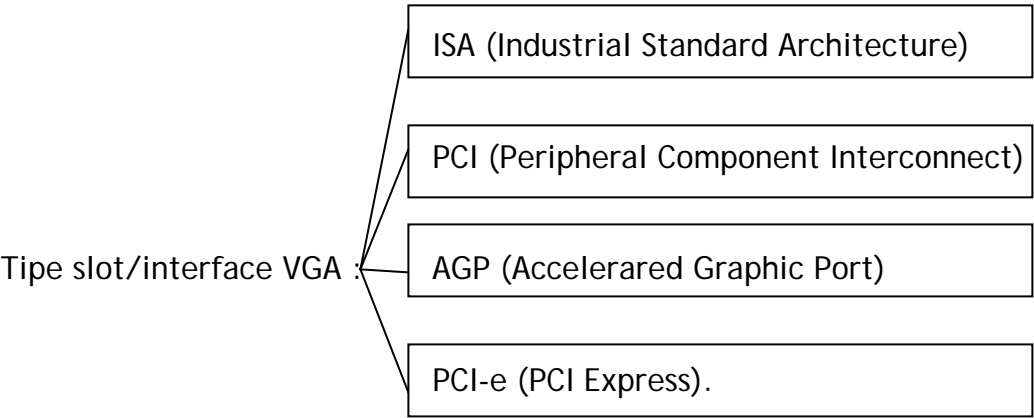 ISA (Industrial Standard Architecture)
PCI (Peripheral Component Interconnect)
Tipe slot/interface VGA :
AGP (Accelerared Graphic Port)
PCI-e (PCI Express).